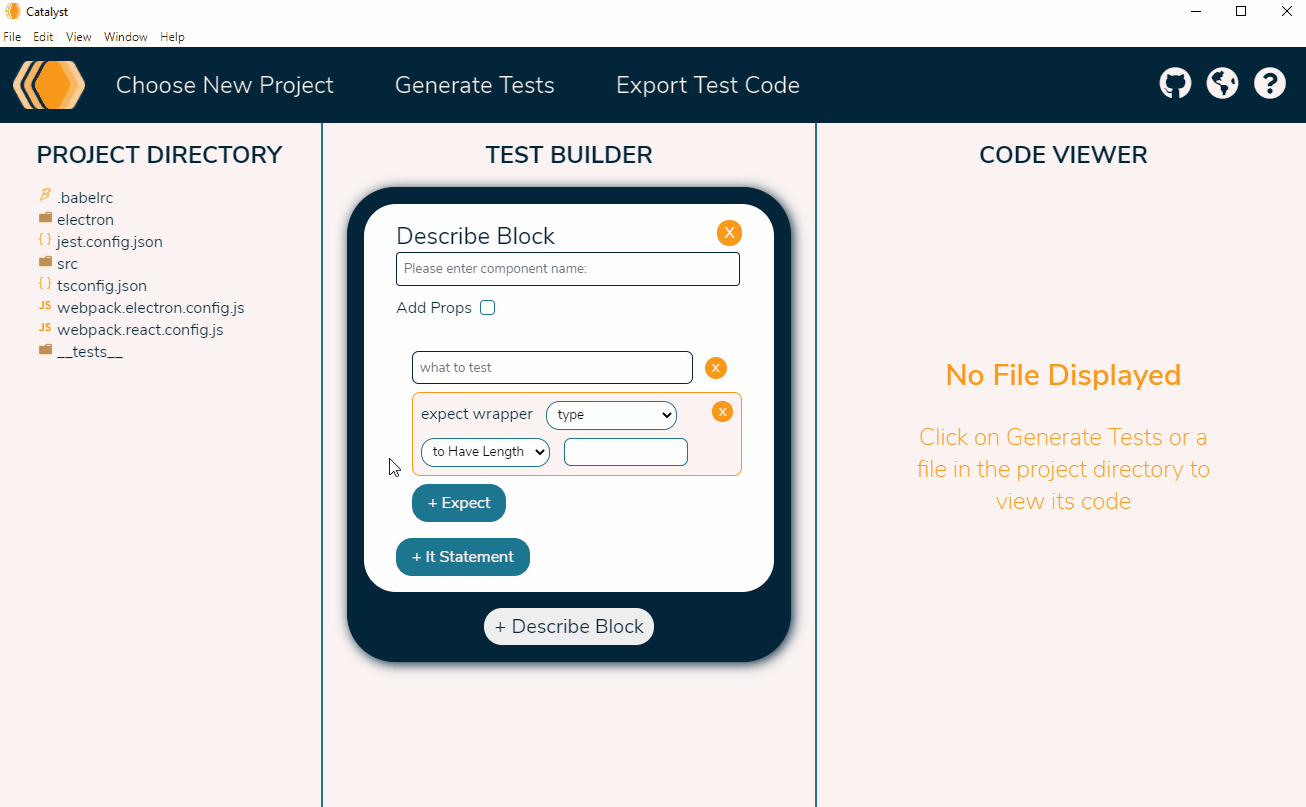 Catalyst
File Edit View Window Help
Choose New Project Generate Tests Export Test Code ?
PROJECT DIRECTORY
.babelrc
electron
{ } jest.config.json
src
{ } tsconfig.json
JS webpack.electron.config.js
JS webpack.react.config.js
__tests__
TEST BUILDER
Describe Block X
Please enter component name:
Add Props
what to test X
expect wrapper type X
to Have Length
+ Expect
+ It Statement
+ Describe Block
CODE VIEWER
No File Displayed
Click on Generate Tests or a
file in the project directory to
view its code